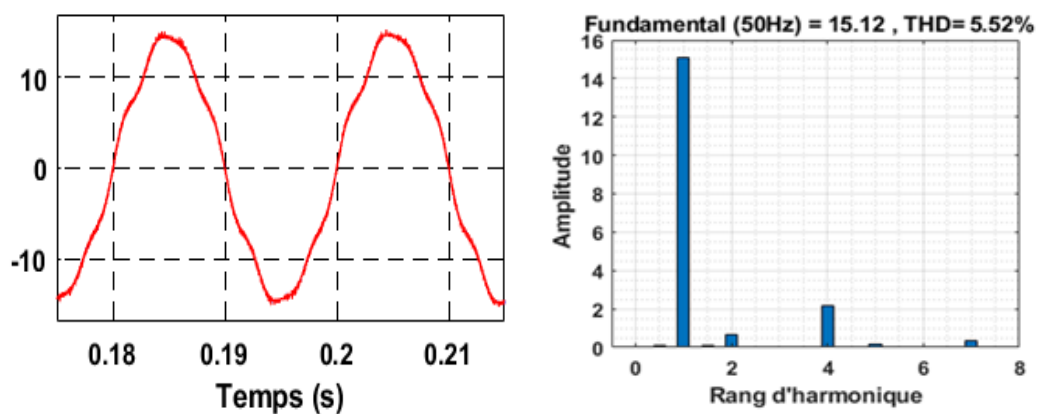 10
0
-10
0.18 0.19 0.2 0.21
Temps (s)
Fundamental (50Hz) = 15.12 , THD= 5.52%
16
14
12
10
8
6
4
2
0
0 2 4 6 8
Amplitude
Rang d'harmonique